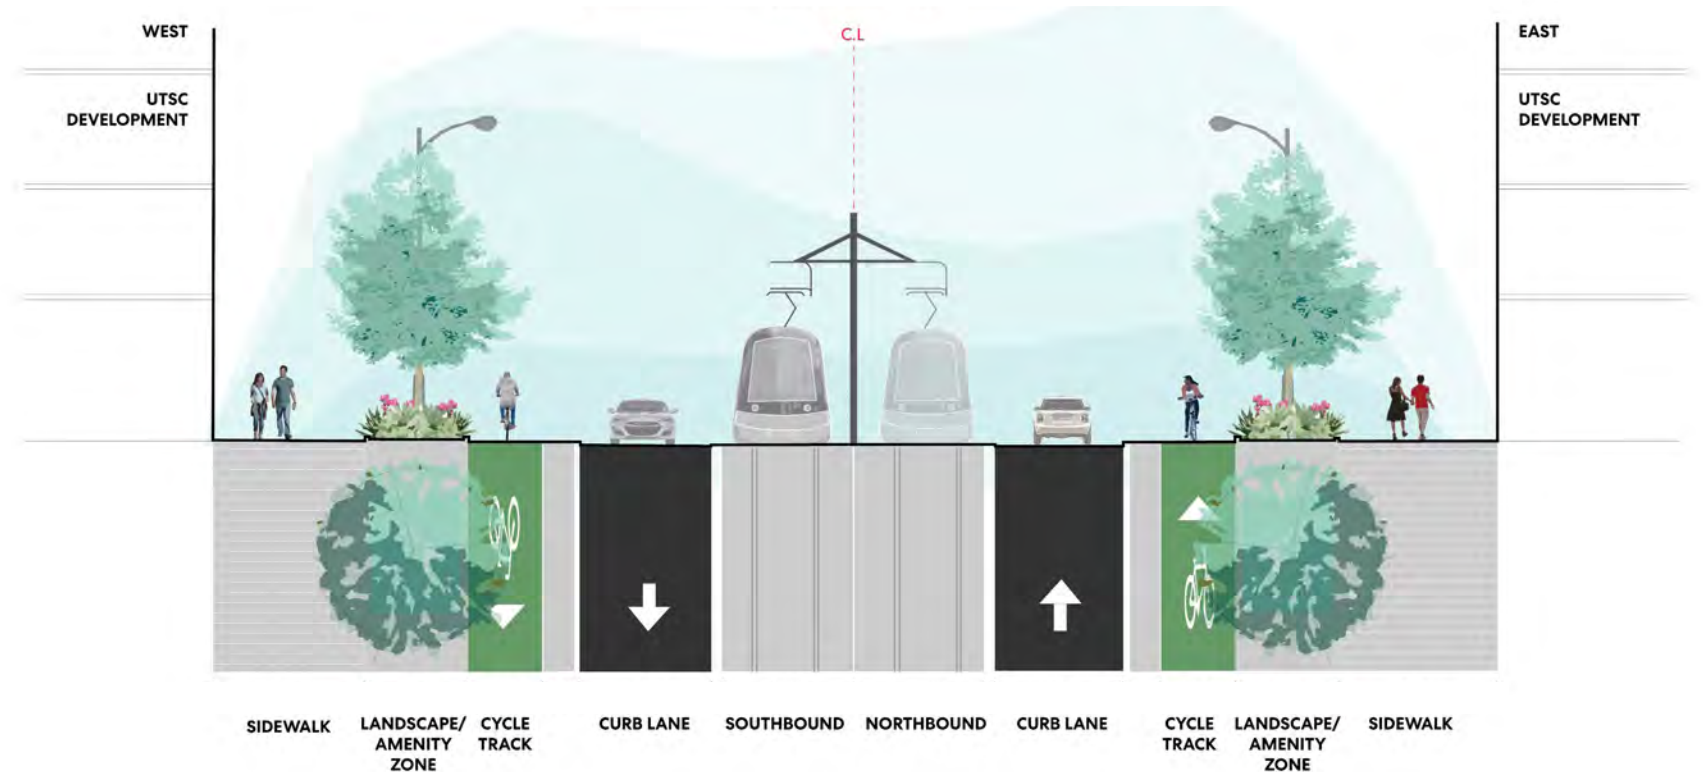 WEST
C.L
EAST
UTSC
DEVELOPMENT
UTSC
DEVELOPMENT
SIDEWALK
LANDSCAPE/
AMENITY
ZONE
CYCLE
TRACK
CURB LANE
SOUTHBOUND
NORTHBOUND
CURB LANE
CYCLE
TRACK
LANDSCAPE/
AMENITY
ZONE
SIDEWALK